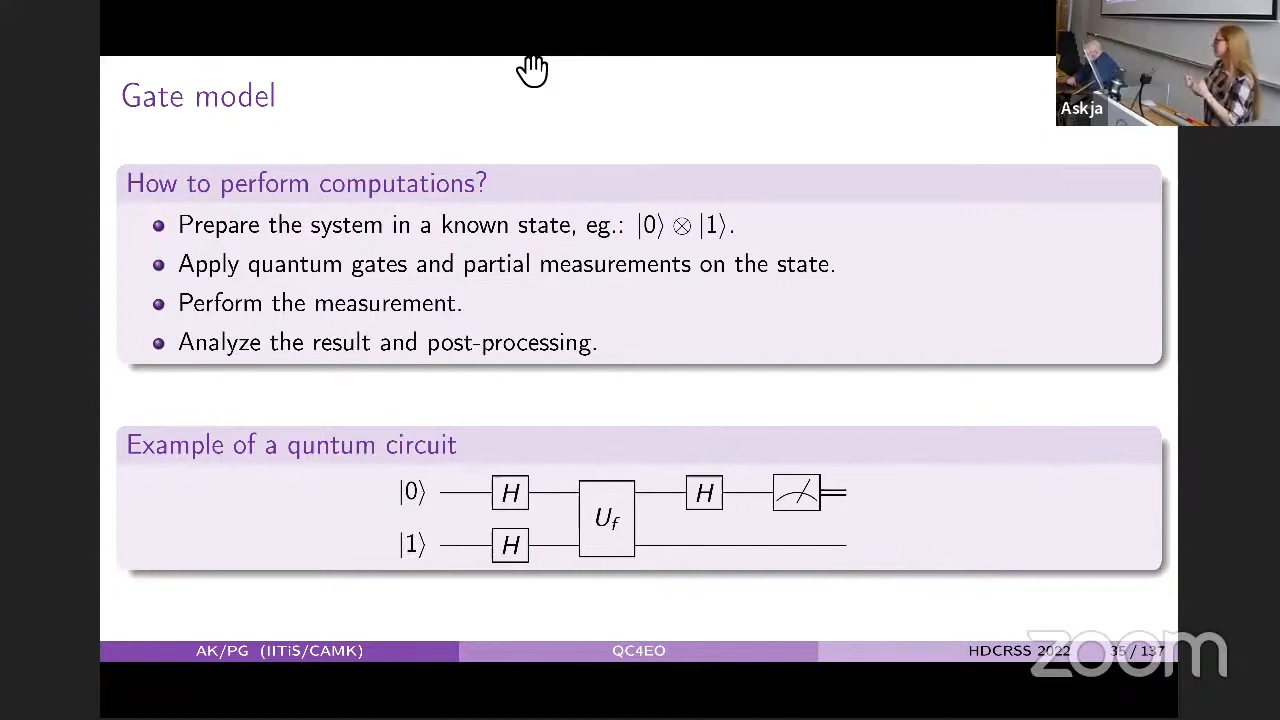 Gate model
Askja
How to perform computations?
Prepare the system in a known state, eg.: |0⟩ ⊗ |1⟩.
Apply quantum gates and partial measurements on the state.
Perform the measurement.
Analyze the result and post-processing.
Example of a quntum circuit
|0⟩ H U_f H
|1⟩ H
AK/PG (IITiS/CAMK) QC4EO HDCRSS 2022 35/137
zoom